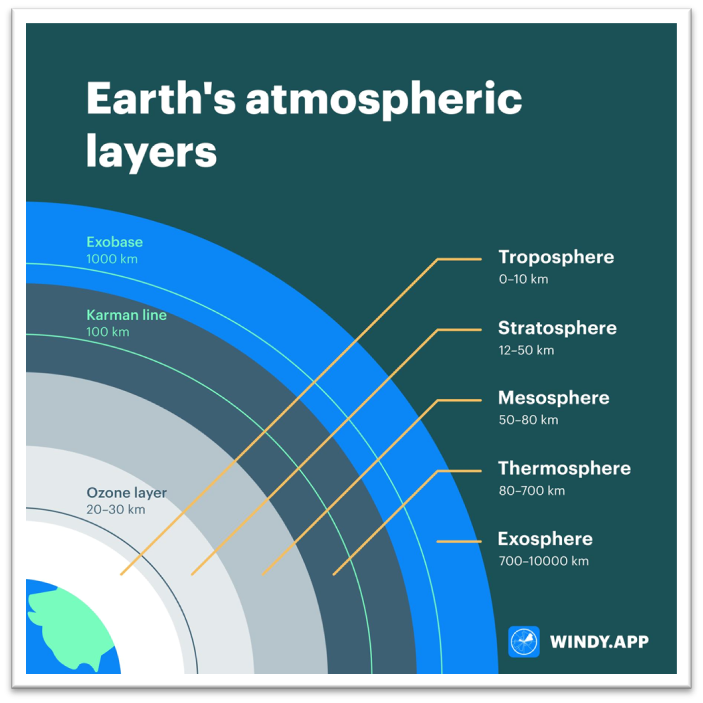 Earth's atmospheric
layers
Exobase
1000 km
Karman line
100 km
Ozone layer
20–30 km
Troposphere
0–10 km
Stratosphere
12–50 km
Mesosphere
50–80 km
Thermosphere
80–700 km
Exosphere
700–10000 km
WINDY.APP